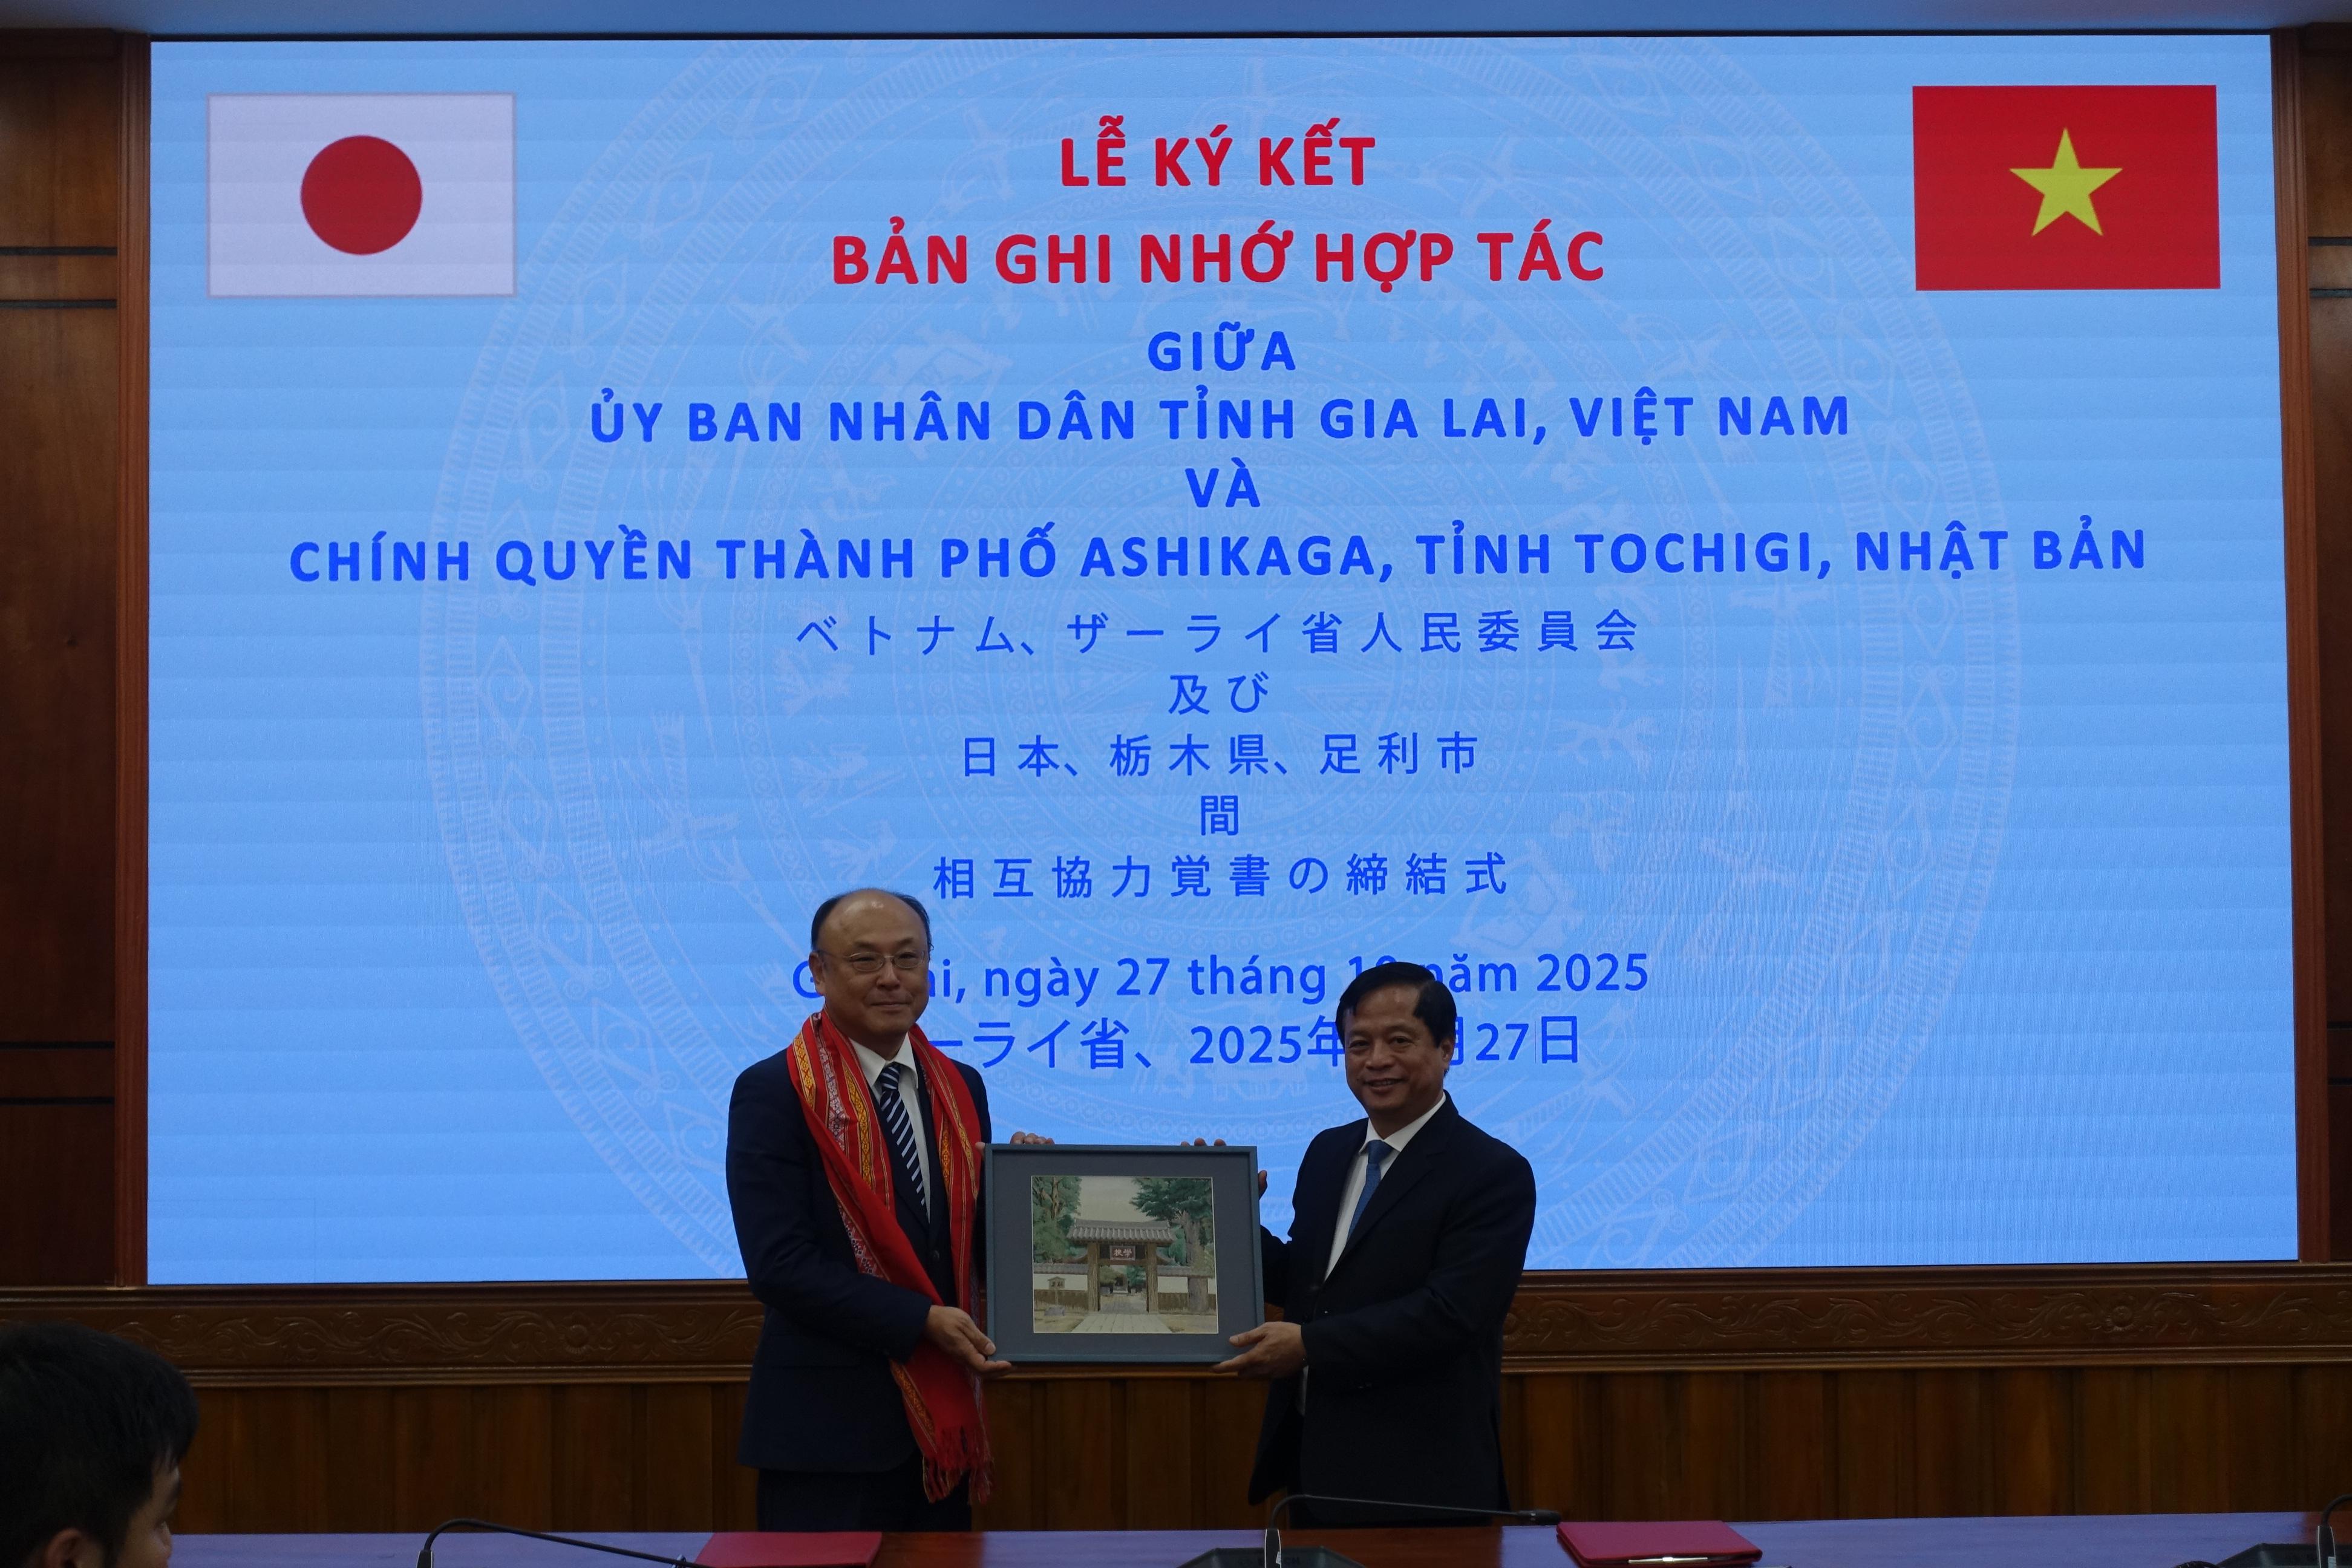 LỄ KÝ KẾT
BẢN GHI NHỚ HỢP TÁC
GIỮA
ỦY BAN NHÂN DÂN TỈNH GIA LAI, VIỆT NAM
VÀ
CHÍNH QUYỀN THÀNH PHỐ ASHIKAGA, TỈNH TOCHIGI, NHẬT BẢN
ベトナム、ザーライ省人民委員会
及び
日本、栃木県、足利市
間
相互協力覚書の締結式
ngày 27 tháng năm 2025
ーライ省、2025年 月27日